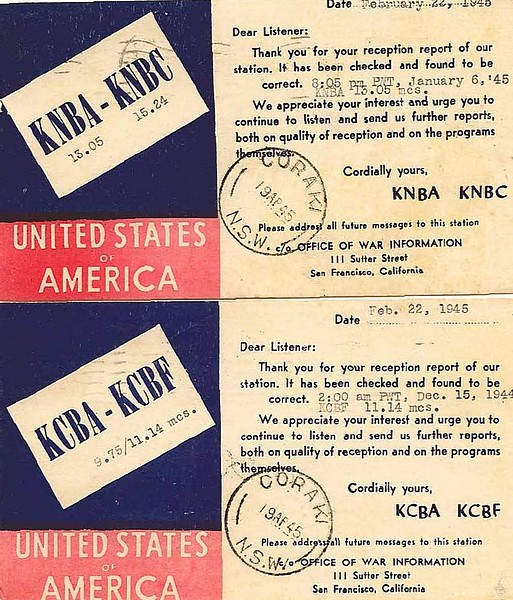 KNBA - KNBC
13.05 15.24
UNITED STATES
OF
AMERICA
Date February 22, 1945
Dear Listener:
Thank you for your reception report of our
station. It has been checked and found to be
correct. 8:05 pm PWT, January 6,'45
KNBA 13.05 mcs.
We appreciate your interest and urge you to
continue to listen and send us further reports,
both on quality of reception and on the programs
themselves.
Cordially yours,
KNBA KNBC
CORAKI
19AP45
N.S.W.
Please address all future messages to this station
c/o OFFICE OF WAR INFORMATION
111 Sutter Street
San Francisco, California
KCBA - KCBF
9.75/11.14 mcs.
UNITED STATES
OF
AMERICA
Date Feb. 22, 1945
Dear Listener:
Thank you for your reception report of our
station. It has been checked and found to be
correct. 2:00 am PWT, Dec. 15, 1944
KCBF 11.14 mcs.
We appreciate your interest and urge you to
continue to listen and send us further reports,
both on quality of reception and on the programs
themselves.
Cordially yours,
KCBA KCBF
CORAKI
19AP45
N.S.W.
Please address all future messages to this station
c/o OFFICE OF WAR INFORMATION
111 Sutter Street
San Francisco, California